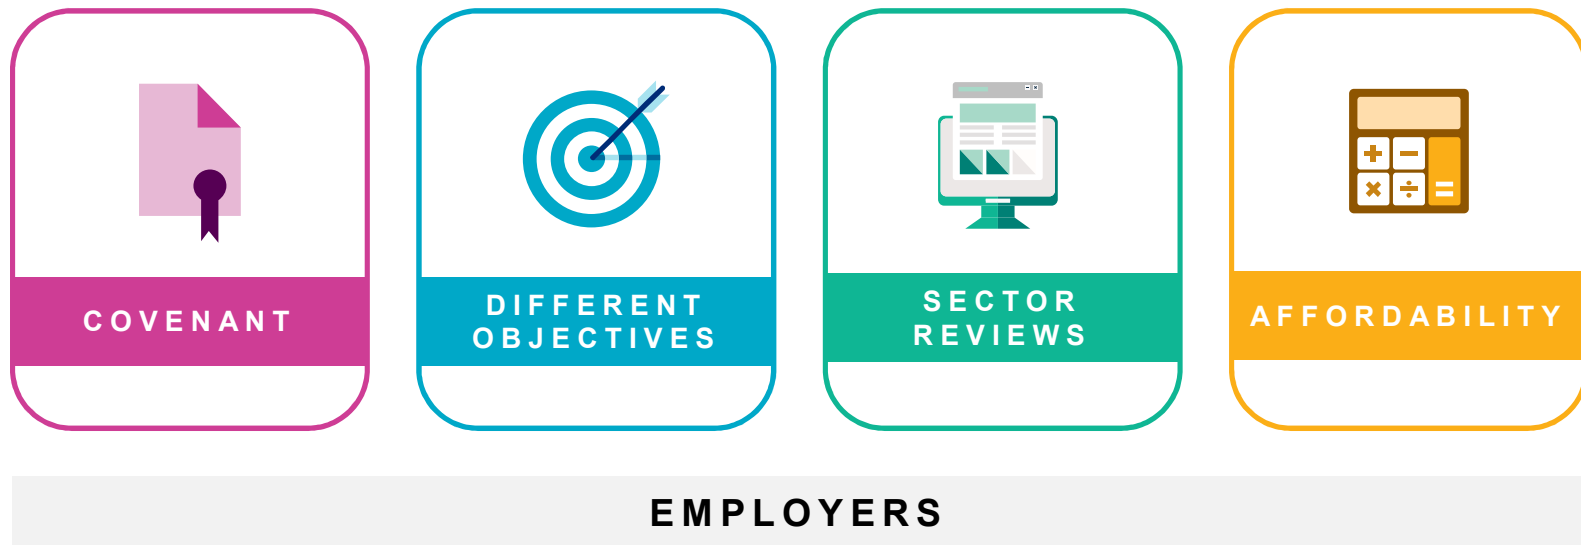 COVENANT
DIFFERENT
OBJECTIVES
SECTOR
REVIEWS
AFFORDABILITY
EMPLOYERS